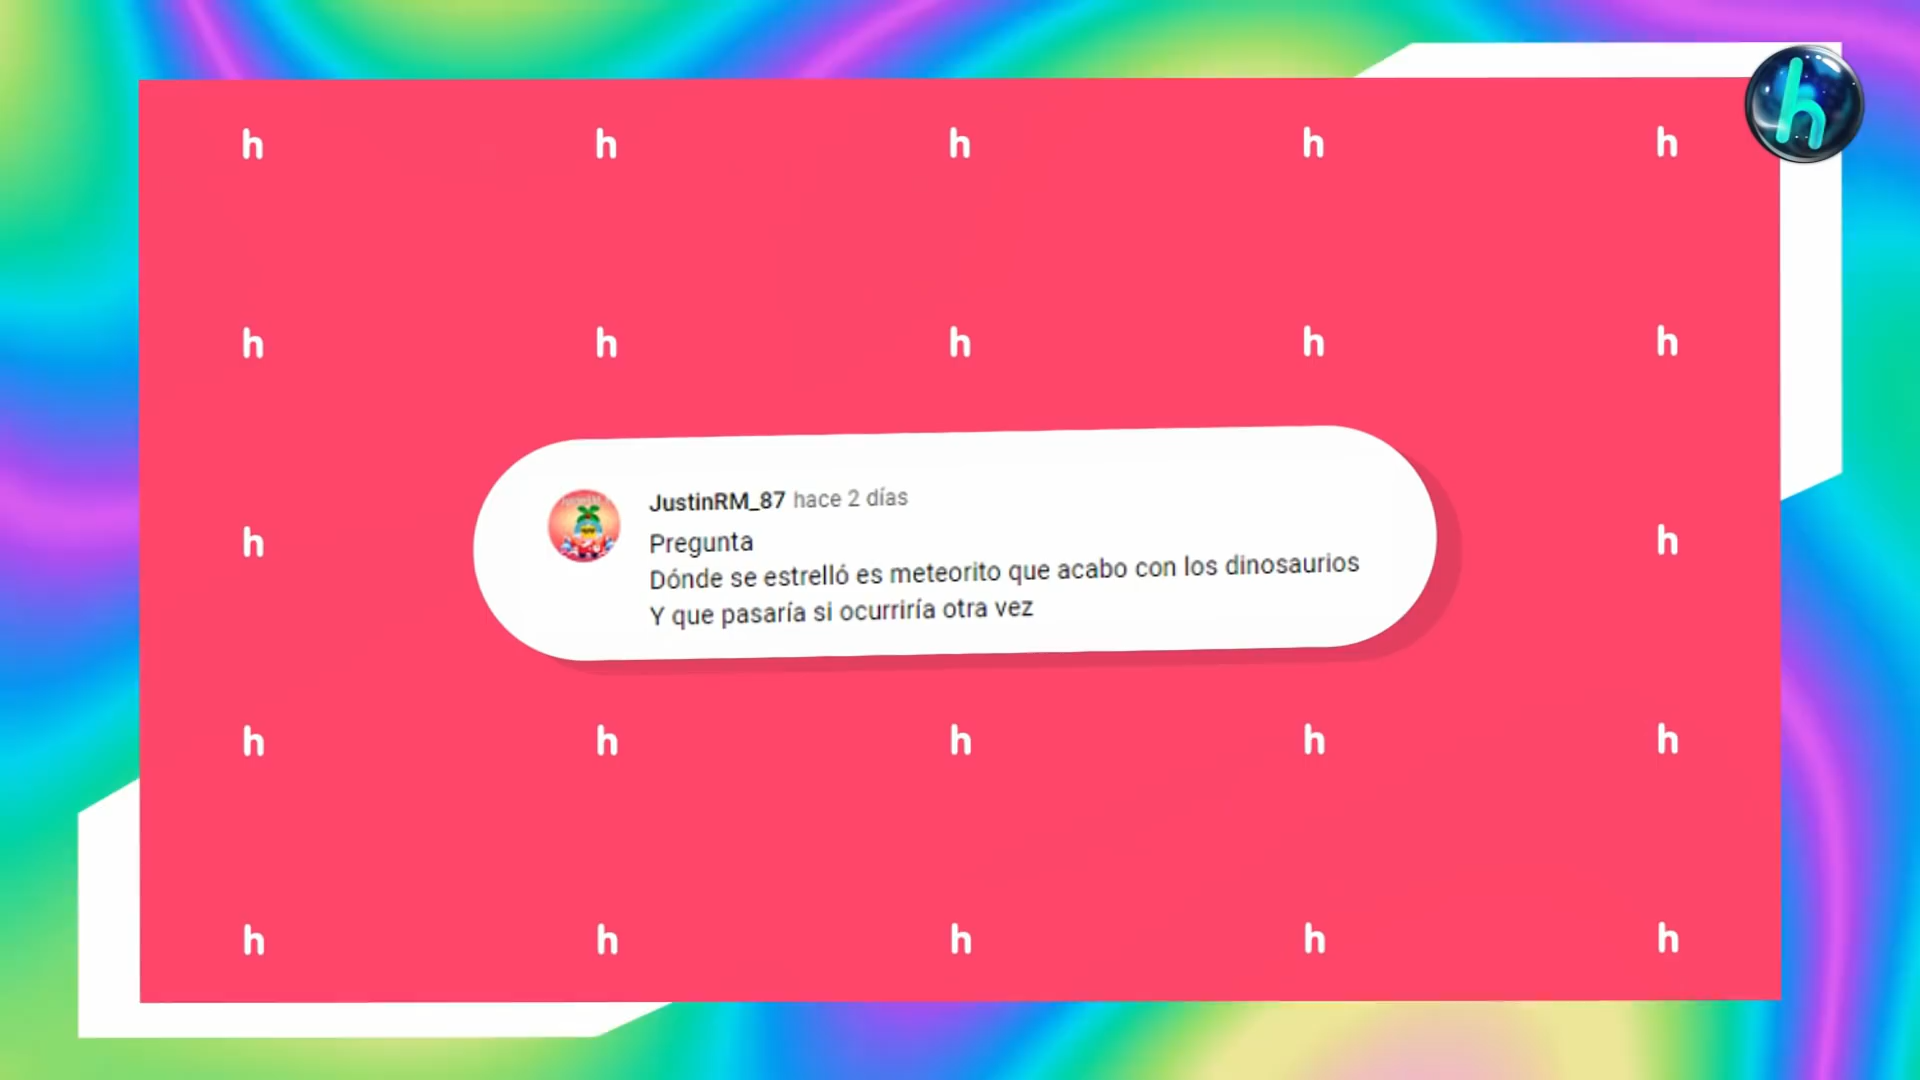 h
h h h h h
h h h h h
JustinRM_87 hace 2 días
Pregunta
h h
Dónde se estrelló es meteorito que acabo con los dinosaurios
Y que pasaría si ocurriría otra vez
h h h h h
h h h h h